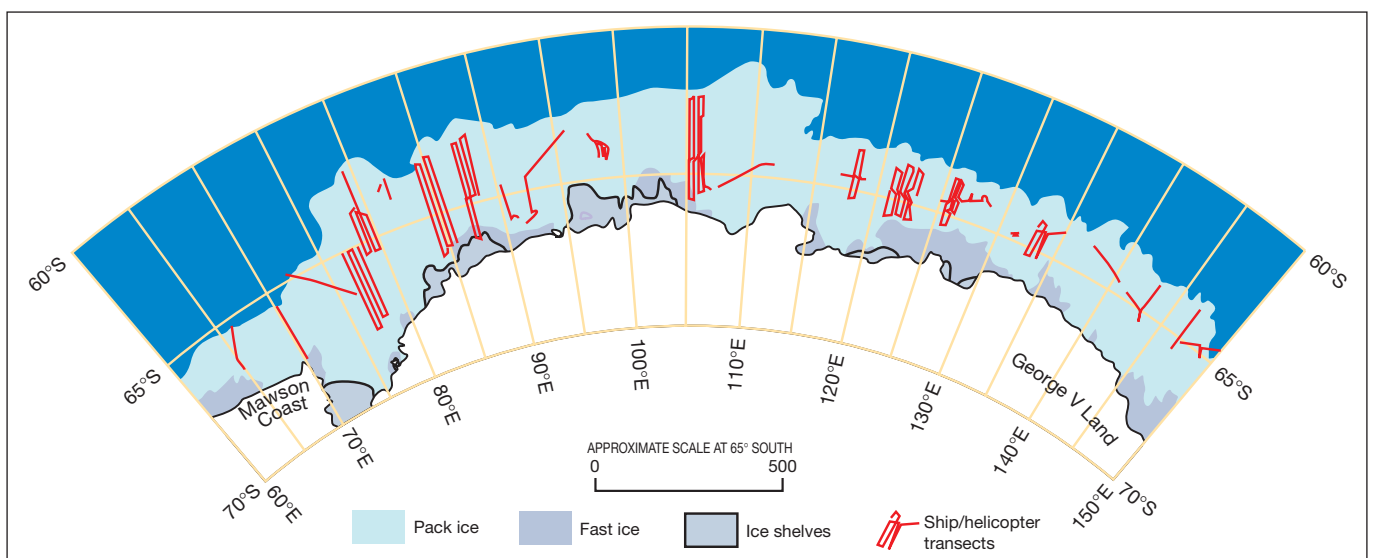 60°S
60°S
65°S
65°S
Mawson
Coast
70°S
60°E
70°E
80°E
90°E
100°E
110°E
120°E
130°E
140°E
150°E
70°S
George V Land
APPROXIMATE SCALE AT 65° SOUTH
0 500
Pack ice
Fast ice
Ice shelves
Ship/helicopter
transects